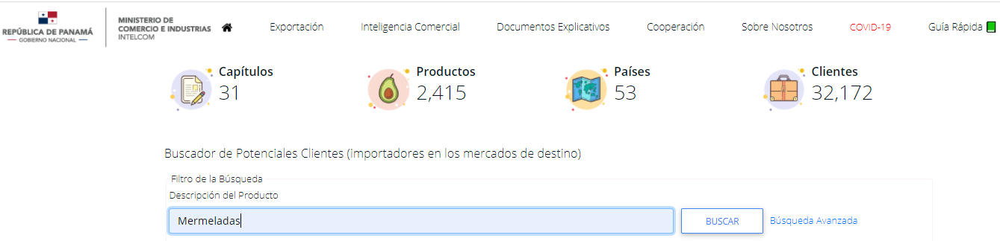 REPÚBLICA DE PANAMÁ
— GOBIERNO NACIONAL —
MINISTERIO DE
COMERCIO E INDUSTRIAS
INTELCOM
Exportación Inteligencia Comercial Documentos Explicativos Cooperación Sobre Nosotros COVID-19 Guía Rápida
Capítulos
31
Productos
2,415
Países
53
Clientes
32,172
Buscador de Potenciales Clientes (importadores en los mercados de destino)
Filtro de la Búsqueda
Descripción del Producto
Mermeladas BUSCAR Búsqueda Avanzada